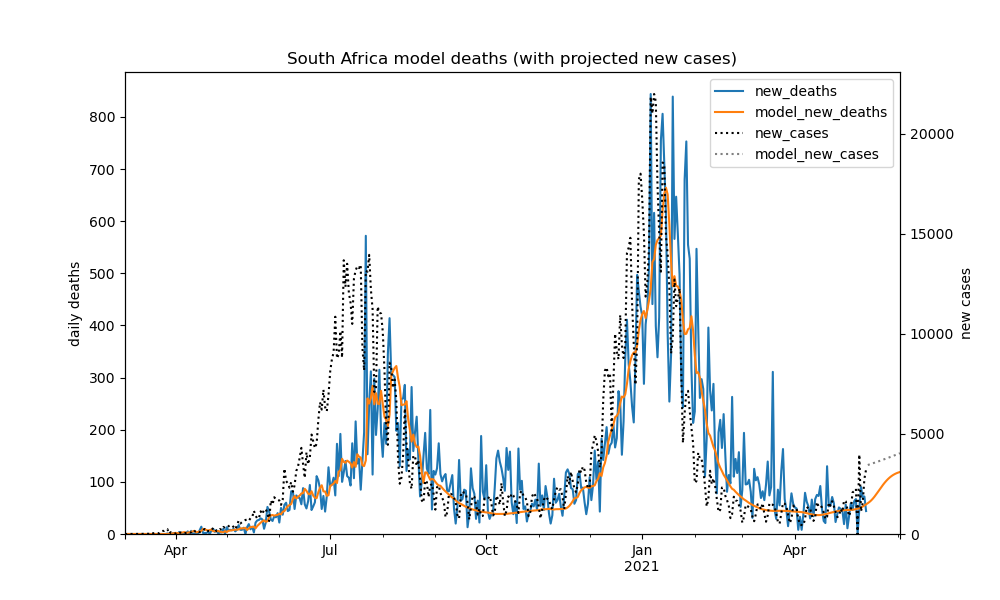 South Africa model deaths (with projected new cases)
new_deaths
model_new_deaths
new_cases
model_new_cases
daily deaths
800
700
600
500
400
300
200
100
0
20000
15000
10000
5000
0
new cases
Apr
Jul
Oct
Jan
2021
Apr